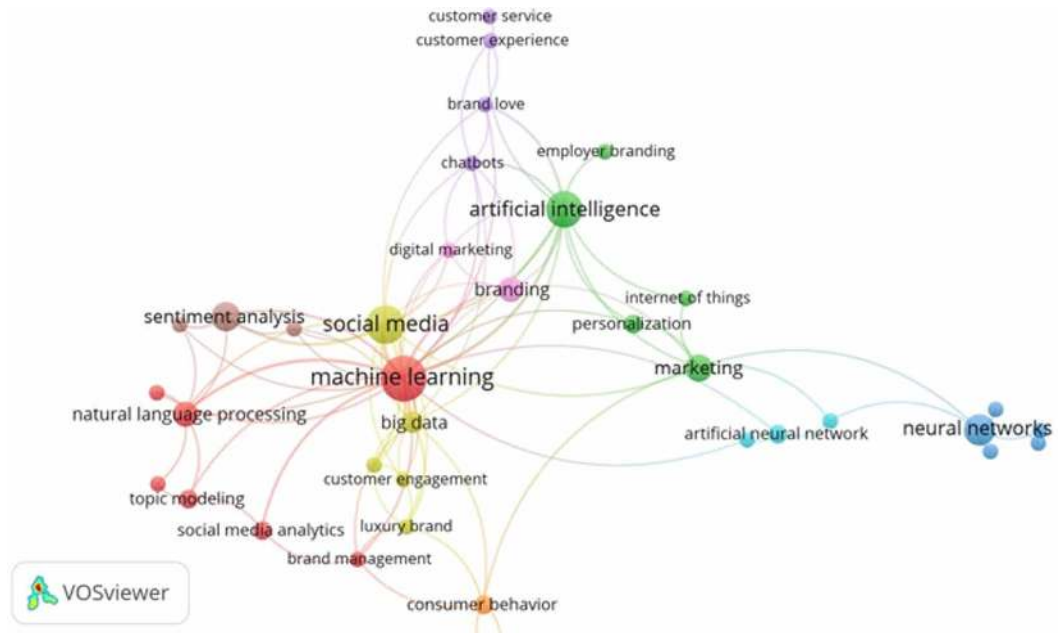 customer service
customer experience
brand love
employer branding
chatbots
artificial intelligence
digital marketing
branding
internet of things
sentiment analysis
social media
personalization
machine learning
marketing
natural language processing
big data
artificial neural network
neural networks
customer engagement
topic modeling
social media analytics
luxury brand
brand management
VOSviewer
consumer behavior